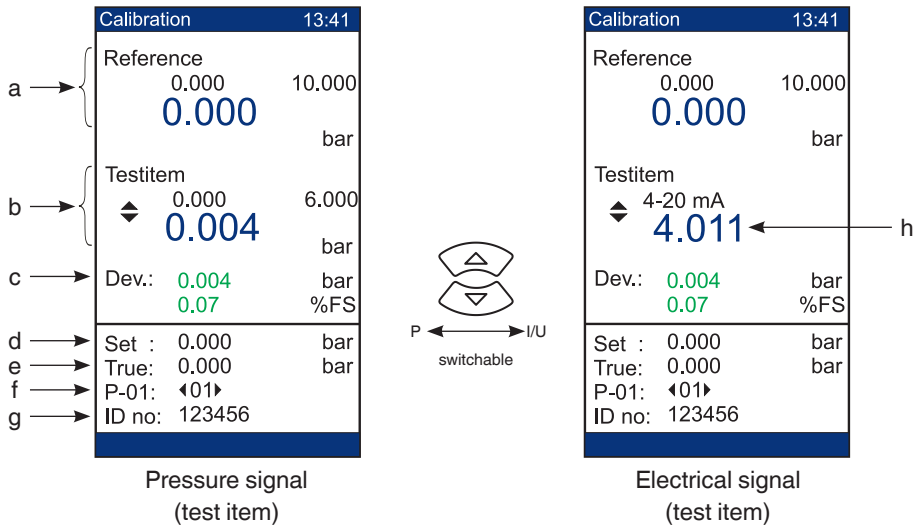 Calibration 13:41
Reference
0.000 10.000
0.000
bar
Testitem
0.000 6.000
0.004
bar
Dev.: 0.004 bar
0.07 %FS
Set : 0.000 bar
True: 0.000 bar
P-01: 01
ID no: 123456
a
b
c
d
e
f
g
Pressure signal
(test item)
P I/U
switchable
Calibration 13:41
Reference
0.000 10.000
0.000
bar
Testitem
4-20 mA
4.011
Dev.: 0.004 bar
0.07 %FS
Set : 0.000 bar
True: 0.000 bar
P-01: 01
ID no: 123456
h
Electrical signal
(test item)